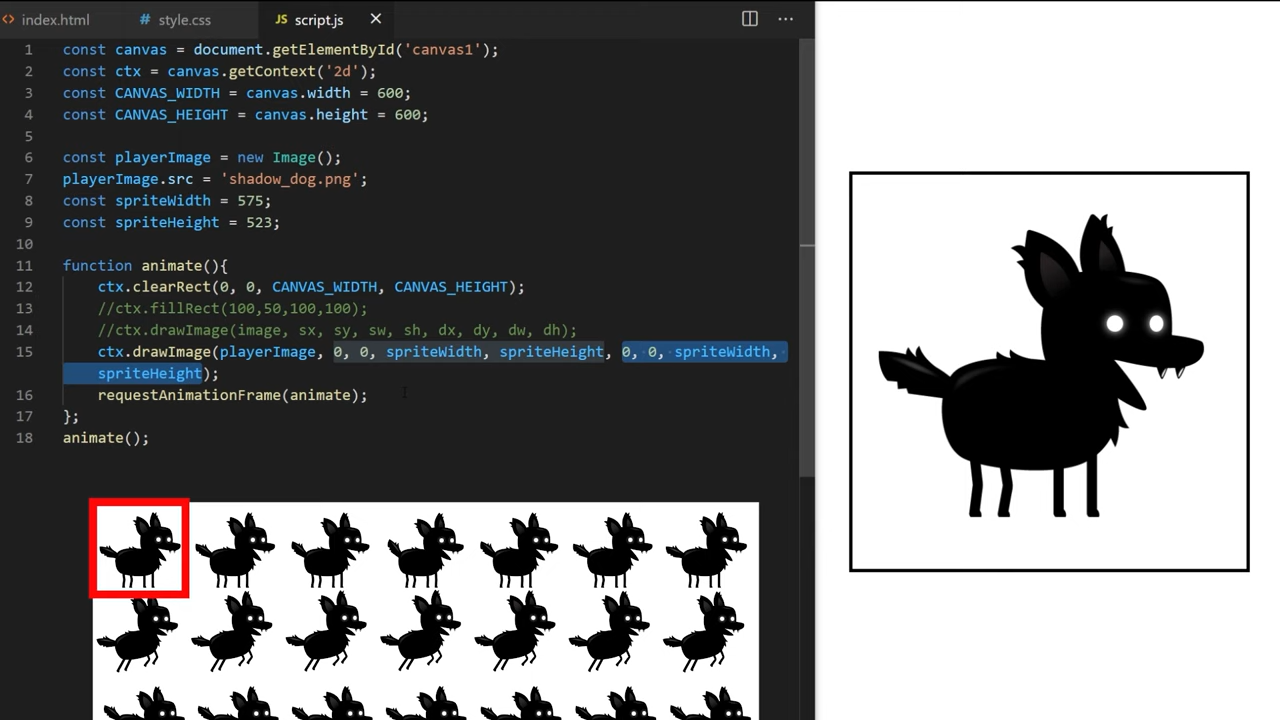 index.html # style.css JS script.js ✕ ···
1 const canvas = document.getElementById('canvas1');
2 const ctx = canvas.getContext('2d');
3 const CANVAS_WIDTH = canvas.width = 600;
4 const CANVAS_HEIGHT = canvas.height = 600;
5
6 const playerImage = new Image();
7 playerImage.src = 'shadow_dog.png';
8 const spriteWidth = 575;
9 const spriteHeight = 523;
10
11 function animate(){
12 ctx.clearRect(0, 0, CANVAS_WIDTH, CANVAS_HEIGHT);
13 //ctx.fillRect(100,50,100,100);
14 //ctx.drawImage(image, sx, sy, sw, sh, dx, dy, dw, dh);
15 ctx.drawImage(playerImage, 0, 0, spriteWidth, spriteHeight, 0, 0, spriteWidth,
spriteHeight);
16 requestAnimationFrame(animate);
17 };
18 animate();